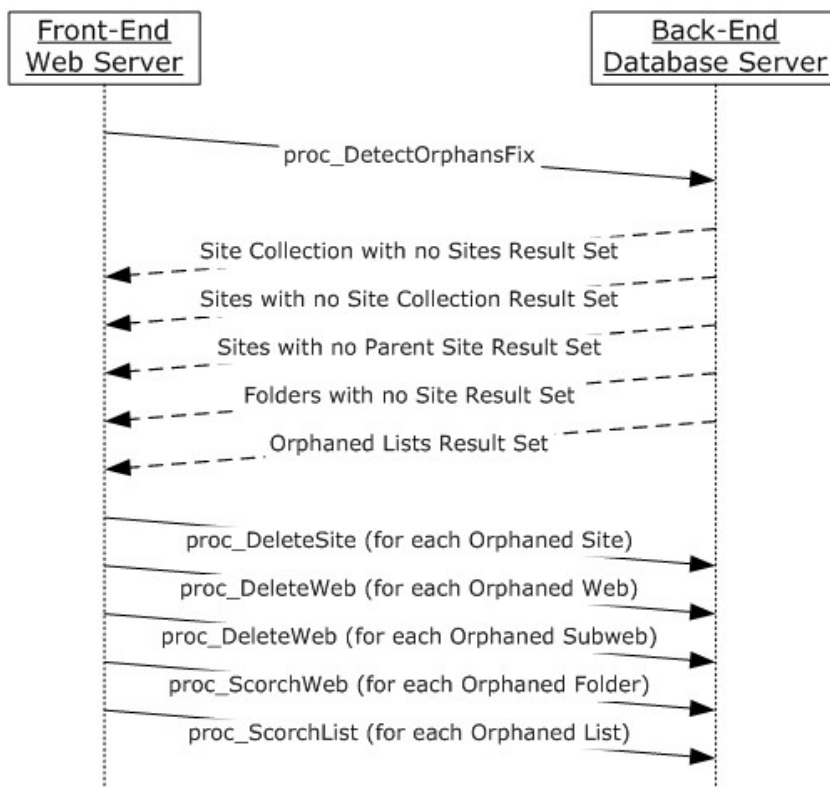 Front-End
Web Server
Back-End
Database Server
proc_DetectOrphansFix
Site Collection with no Sites Result Set
Sites with no Site Collection Result Set
Sites with no Parent Site Result Set
Folders with no Site Result Set
Orphaned Lists Result Set
proc_DeleteSite (for each Orphaned Site)
proc_DeleteWeb (for each Orphaned Web)
proc_DeleteWeb (for each Orphaned Subweb)
proc_ScorchWeb (for each Orphaned Folder)
proc_ScorchList (for each Orphaned List)